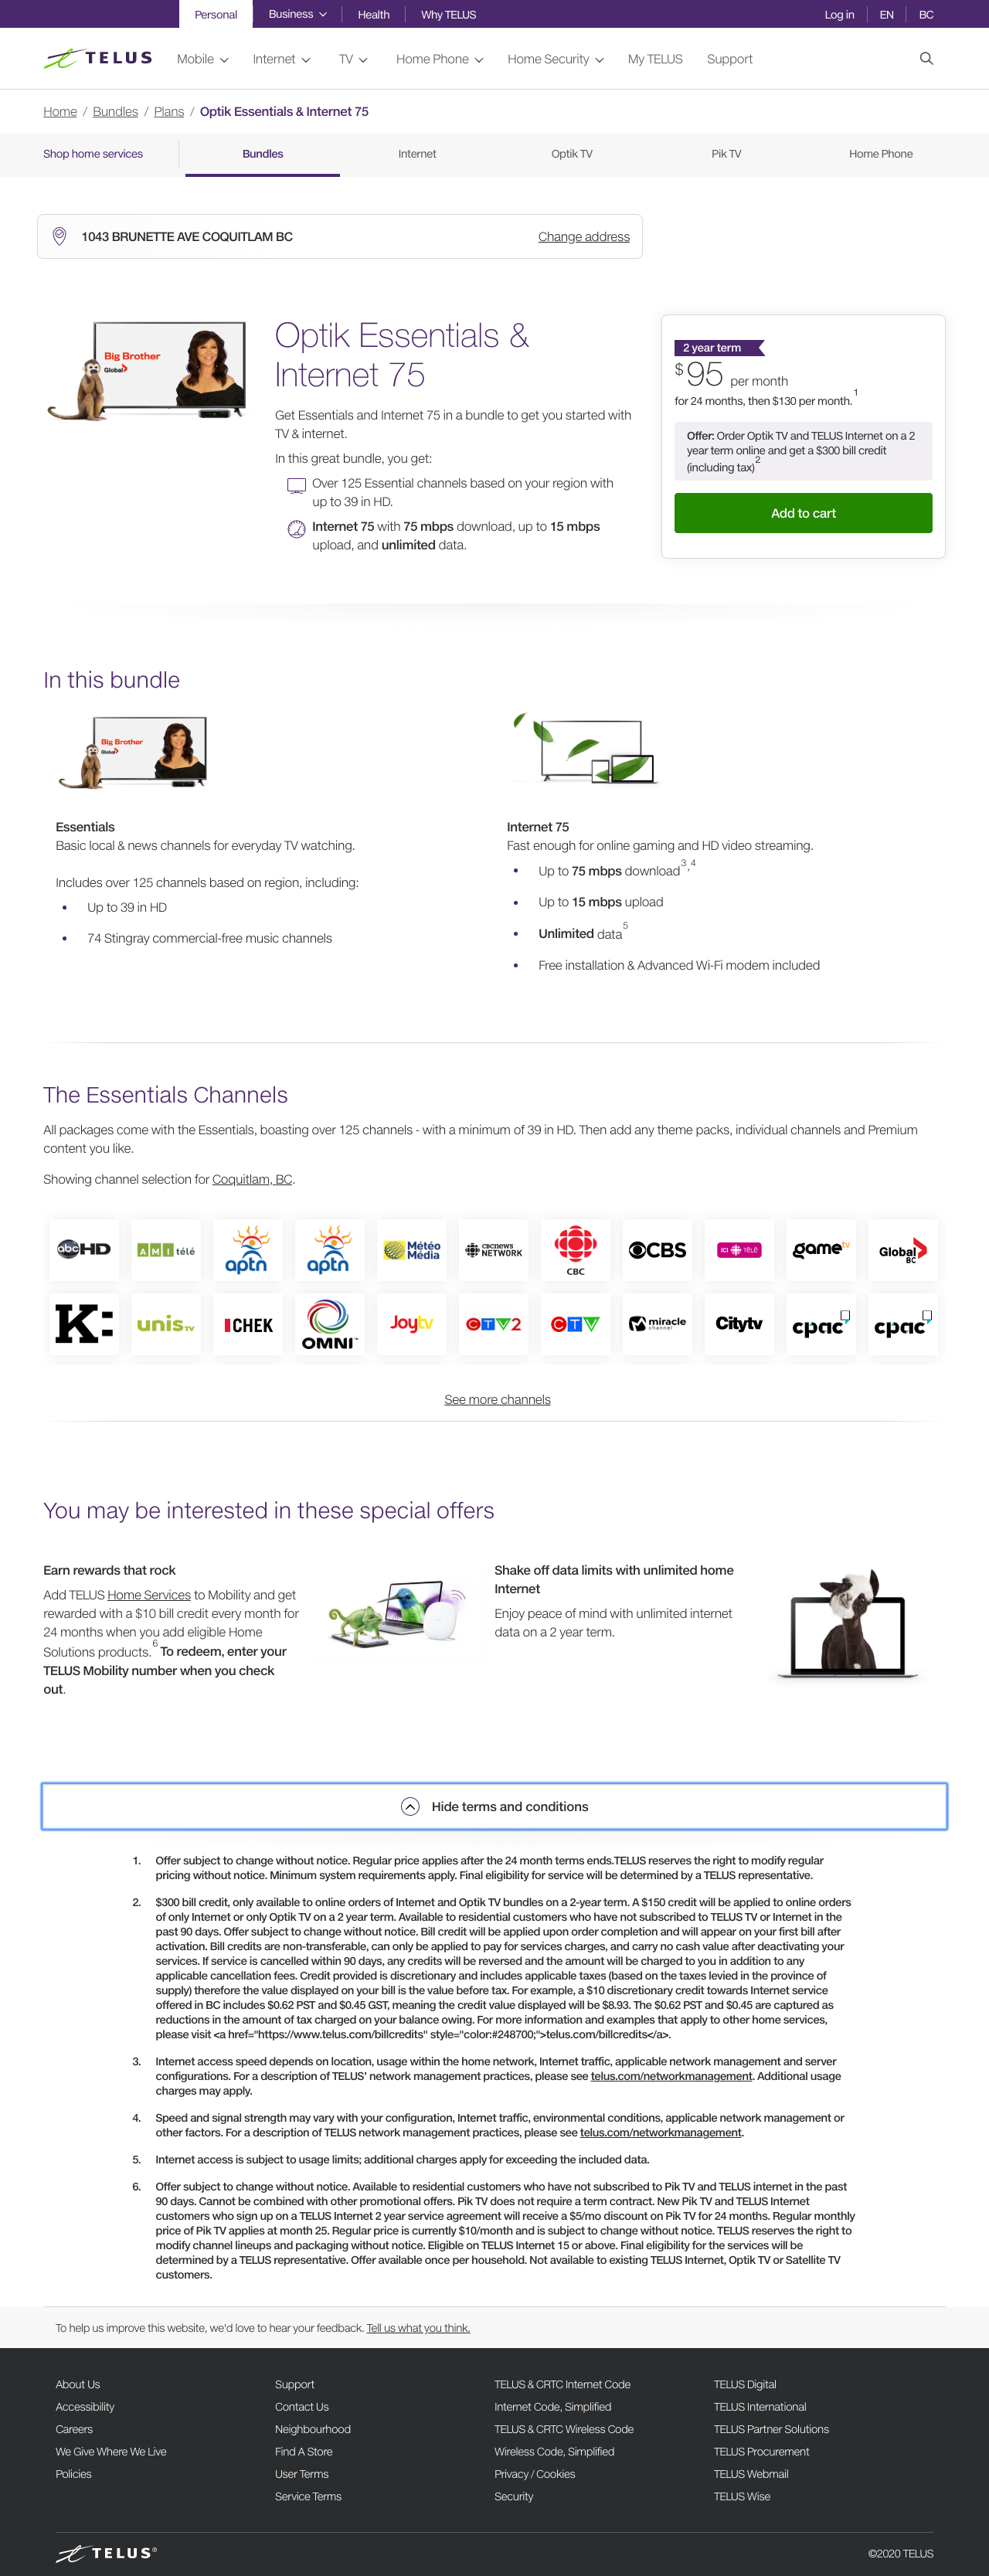 Personal Business Health Why TELUS Log in EN BC
TELUS Mobile Internet TV Home Phone Home Security My TELUS Support
Home / Bundles / Plans / Optik Essentials & Internet 75
Shop home services Bundles Internet Optik TV Pik TV Home Phone
1043 BRUNETTE AVE COQUITLAM BC Change address
Big Brother
Global
Optik Essentials &
Internet 75
Get Essentials and Internet 75 in a bundle to get you started with
TV & internet.
In this great bundle, you get:
Over 125 Essential channels based on your region with
up to 39 in HD.
Internet 75 with 75 mbps download, up to 15 mbps
upload, and unlimited data.
2 year term
$95 per month
for 24 months, then $130 per month.1
Offer: Order Optik TV and TELUS Internet on a 2
year term online and get a $300 bill credit
(including tax)2
Add to cart
In this bundle
Big Brother
Global
Essentials
Basic local & news channels for everyday TV watching.
Includes over 125 channels based on region, including:
• Up to 39 in HD
• 74 Stingray commercial-free music channels
Internet 75
Fast enough for online gaming and HD video streaming.
• Up to 75 mbps download3,4
• Up to 15 mbps upload
• Unlimited data5
• Free installation & Advanced Wi-Fi modem included
The Essentials Channels
All packages come with the Essentials, boasting over 125 channels - with a minimum of 39 in HD. Then add any theme packs, individual channels and Premium
content you like.
Showing channel selection for Coquitlam, BC.
abc HD AMI télé aptn aptn Météo Média cbcnews NETWORK CBC CBS ICI TÉLÉ gametv Global BC
K: unis TV CHEK OMNI Joytv CTV2 CTV miracle channel Citytv cpac cpac
See more channels
You may be interested in these special offers
Earn rewards that rock
Add TELUS Home Services to Mobility and get
rewarded with a $10 bill credit every month for
24 months when you add eligible Home
Solutions products.6 To redeem, enter your
TELUS Mobility number when you check
out.
Shake off data limits with unlimited home
Internet
Enjoy peace of mind with unlimited internet
data on a 2 year term.
Hide terms and conditions
1. Offer subject to change without notice. Regular price applies after the 24 month term ends.TELUS reserves the right to modify regular
pricing without notice. Minimum system requirements apply. Final eligibility for service will be determined by a TELUS representative.
2. $300 bill credit, only available to online orders of Internet and Optik TV bundles on a 2-year term. A $150 credit will be applied to online orders
of only Internet or only Optik TV on a 2 year term. Available to residential customers who have not subscribed to TELUS TV or Internet in the
past 90 days. Offer subject to change without notice. Bill credit will be applied upon order completion and will appear on your first bill after
activation. Bill credits are non-transferable, can only be applied to pay for services charges, and carry no cash value after deactivating your
services. If service is cancelled within 90 days, any credits will be reversed and the amount will be charged to you in addition to any
applicable cancellation fees. Credit provided is discretionary and includes applicable taxes (based on the taxes levied in the province of
supply) therefore the value displayed on your bill is the value before tax. For example, a $10 discretionary credit towards Internet service
offered in BC includes $0.62 PST and $0.45 GST, meaning the credit value displayed will be $8.93. The $0.62 PST and $0.45 are captured as
reductions in the amount of tax charged on your balance owing. For more information and examples that apply to other home services,
please visit <a href="https://www.telus.com/billcredits" style="color:#248700;">telus.com/billcredits</a>.
3. Internet access speed depends on location, usage within the home network, Internet traffic, applicable network management and server
configurations. For a description of TELUS' network management practices, please see telus.com/networkmanagement. Additional usage
charges may apply.
4. Speed and signal strength may vary with your configuration, Internet traffic, environmental conditions, applicable network management or
other factors. For a description of TELUS network management practices, please see telus.com/networkmanagement.
5. Internet access is subject to usage limits; additional charges apply for exceeding the included data.
6. Offer subject to change without notice. Available to residential customers who have not subscribed to Pik TV and TELUS internet in the past
90 days. Cannot be combined with other promotional offers. Pik TV does not require a term contract. New Pik TV and TELUS Internet
customers who sign up on a TELUS Internet 2 year service agreement will receive a $5/mo discount on Pik TV for 24 months. Regular monthly
price of Pik TV applies at month 25. Regular price is currently $10/month and is subject to change without notice. TELUS reserves the right to
modify channel lineups and packaging without notice. Eligible on TELUS Internet 15 or above. Final eligibility for the services will be
determined by a TELUS representative. Offer available once per household. Not available to existing TELUS Internet, Optik TV or Satellite TV
customers.
To help us improve this website, we'd love to hear your feedback. Tell us what you think.
About Us Support TELUS & CRTC Internet Code TELUS Digital
Accessibility Contact Us Internet Code, Simplified TELUS International
Careers Neighbourhood TELUS & CRTC Wireless Code TELUS Partner Solutions
We Give Where We Live Find A Store Wireless Code, Simplified TELUS Procurement
Policies User Terms Privacy / Cookies TELUS Webmail
Service Terms Security TELUS Wise
TELUS® ©2020 TELUS